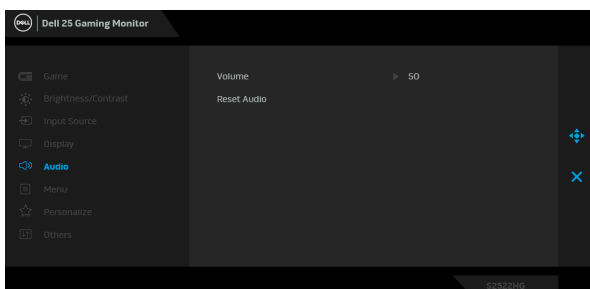 DELL Dell 25 Gaming Monitor
Game
Brightness/Contrast
Input Source
Display
Audio
Menu
Personalize
Others
Volume 50
Reset Audio
S2522HG